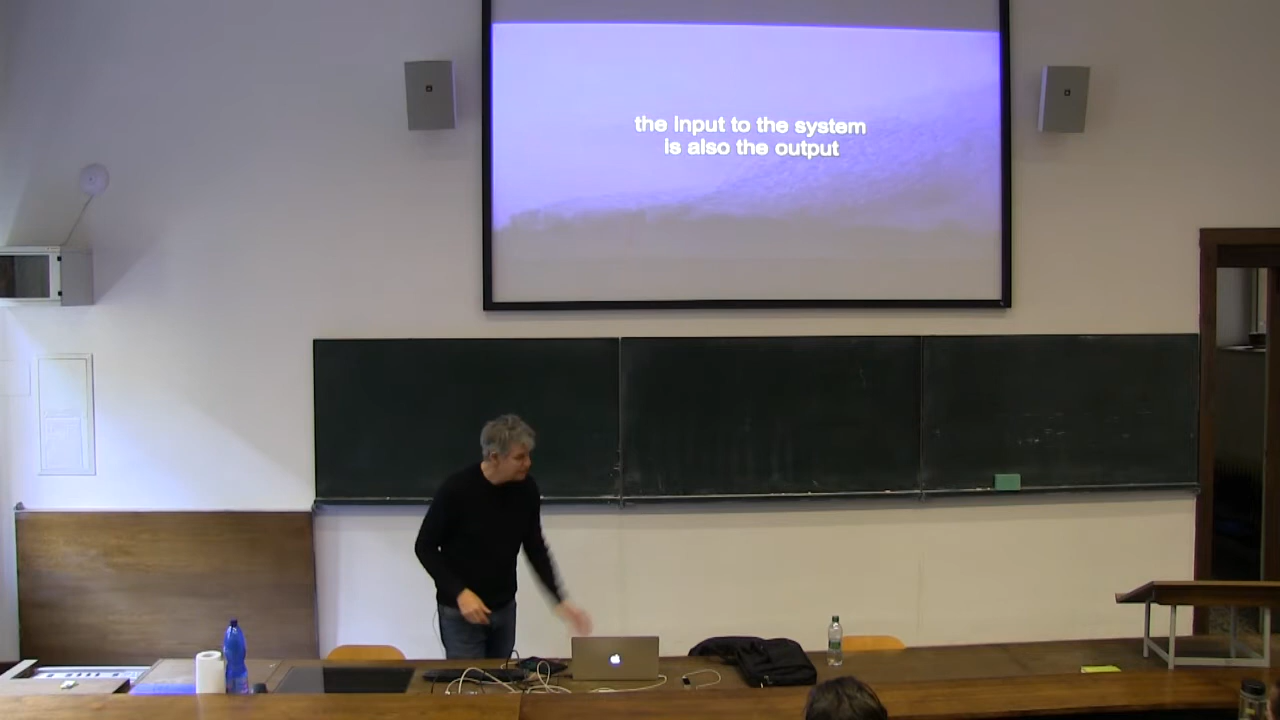 the input to the system
is also the output